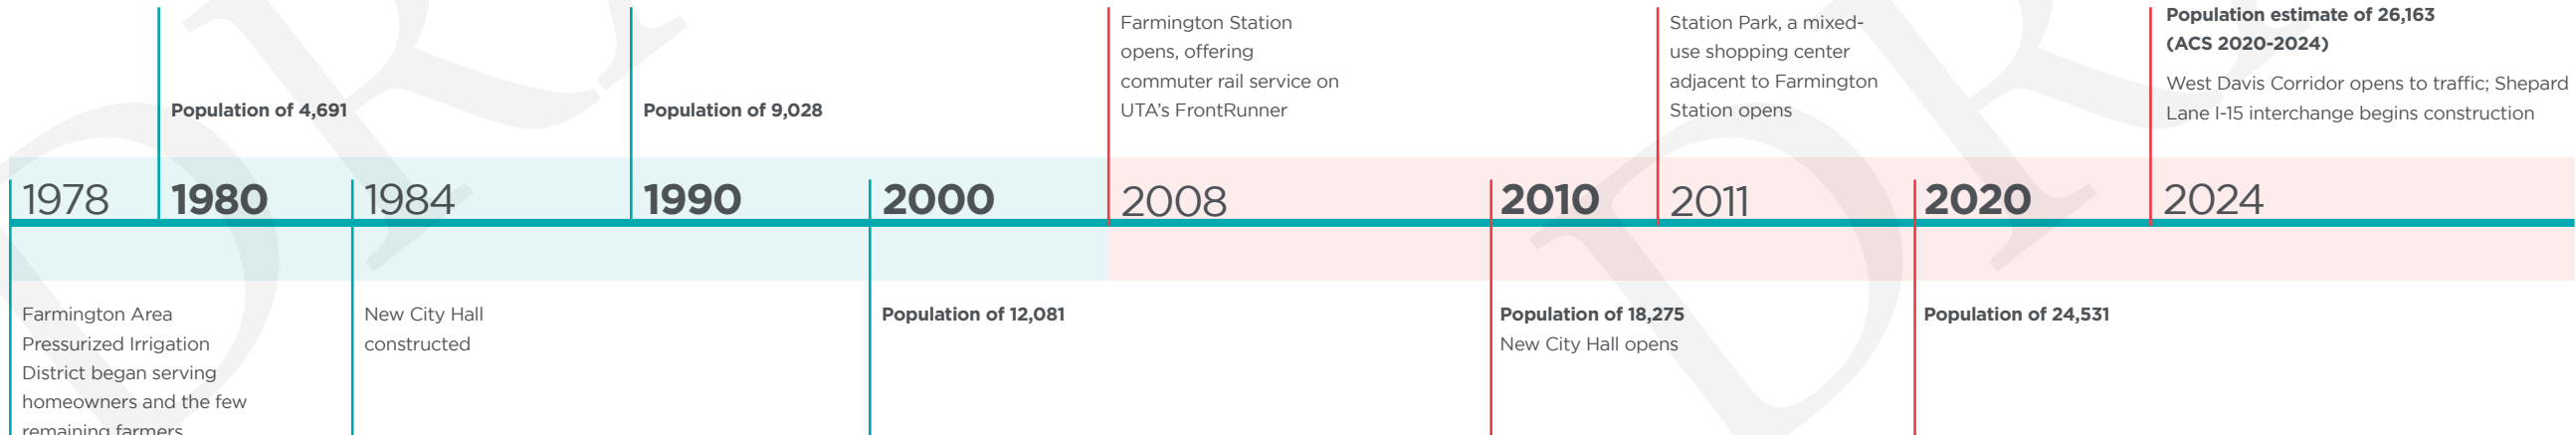 Population of 4,691
Population of 9,028
Farmington Station
opens, offering
commuter rail service on
UTA's FrontRunner
Station Park, a mixed-
use shopping center
adjacent to Farmington
Station opens
Population estimate of 26,163
(ACS 2020-2024)
West Davis Corridor opens to traffic; Shepard
Lane I-15 interchange begins construction
1978
1980
1984
1990
2000
2008
2010
2011
2020
2024
Farmington Area
Pressurized Irrigation
District began serving
homeowners and the few
remaining farmers
New City Hall
constructed
Population of 12,081
Population of 18,275
New City Hall opens
Population of 24,531